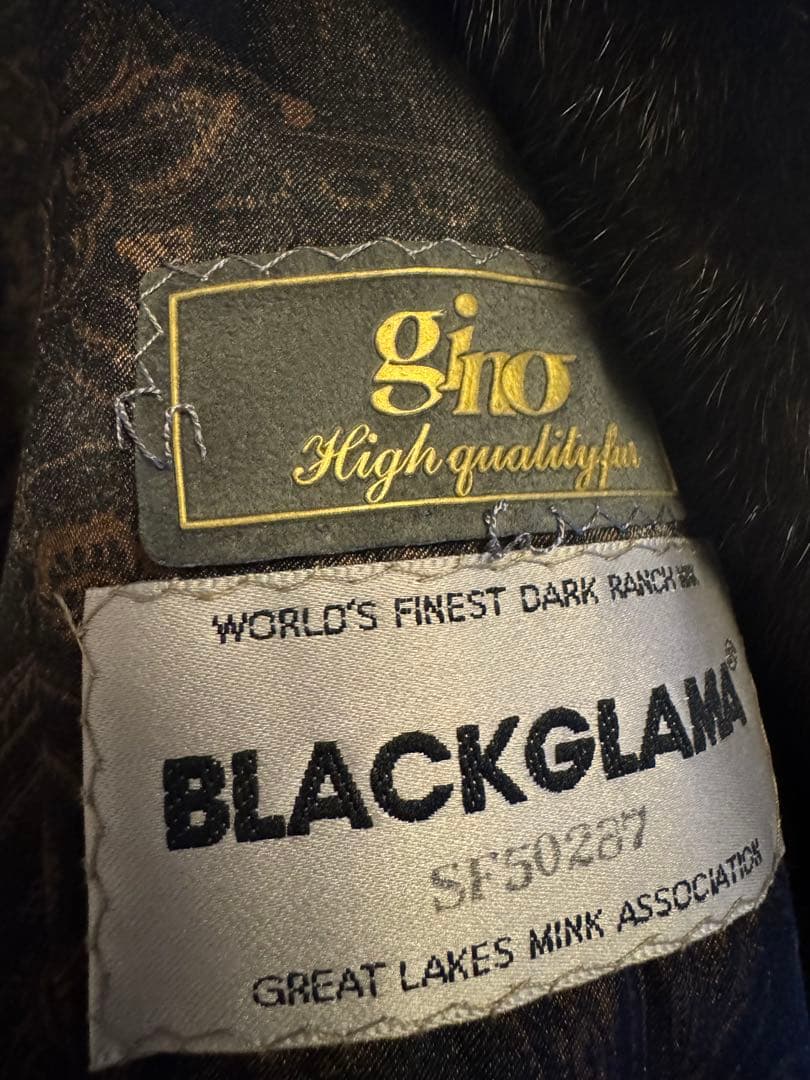 gino
High quality fur
WORLD'S FINEST DARK RANCH MINK
BLACKGLAMA®
SF50287
GREAT LAKES MINK ASSOCIATION